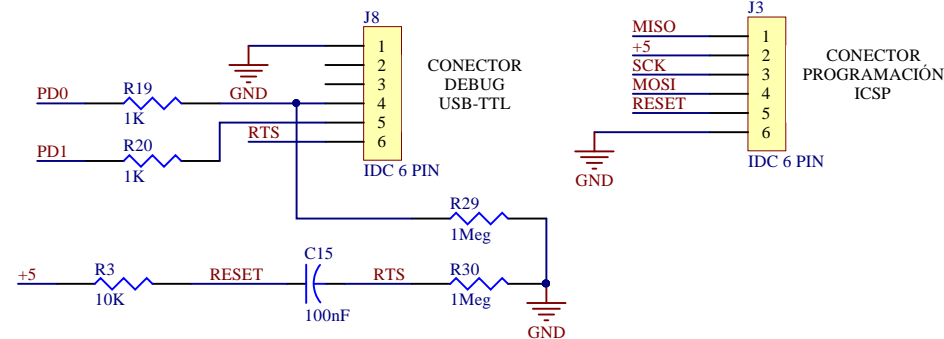 J8
1
2
3
4
5
6
IDC 6 PIN
CONECTOR
DEBUG
USB-TTL
GND
PD0
R19
1K
PD1
R20
1K
RTS
R29
1Meg
+5
R3
10K
RESET
C15
100nF
RTS
R30
1Meg
GND
J3
MISO
+5
SCK
MOSI
RESET
1
2
3
4
5
6
IDC 6 PIN
GND
CONECTOR
PROGRAMACIÓN
ICSP